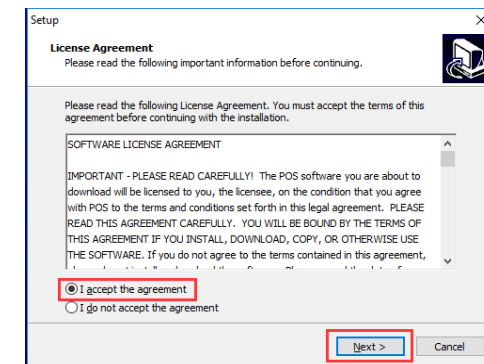 Setup
License Agreement
Please read the following important information before continuing.
Please read the following License Agreement. You must accept the terms of this
agreement before continuing with the installation.
SOFTWARE LICENSE AGREEMENT
IMPORTANT - PLEASE READ CAREFULLY! The POS software you are about to
download will be licensed to you, the licensee, on the condition that you agree
with POS to the terms and conditions set forth in this legal agreement. PLEASE
READ THIS AGREEMENT CAREFULLY. YOU WILL BE BOUND BY THE TERMS OF
THIS AGREEMENT IF YOU INSTALL, DOWNLOAD, COPY, OR OTHERWISE USE
THE SOFTWARE. If you do not agree to the terms contained in this agreement,
I accept the agreement
I do not accept the agreement
Next >
Cancel